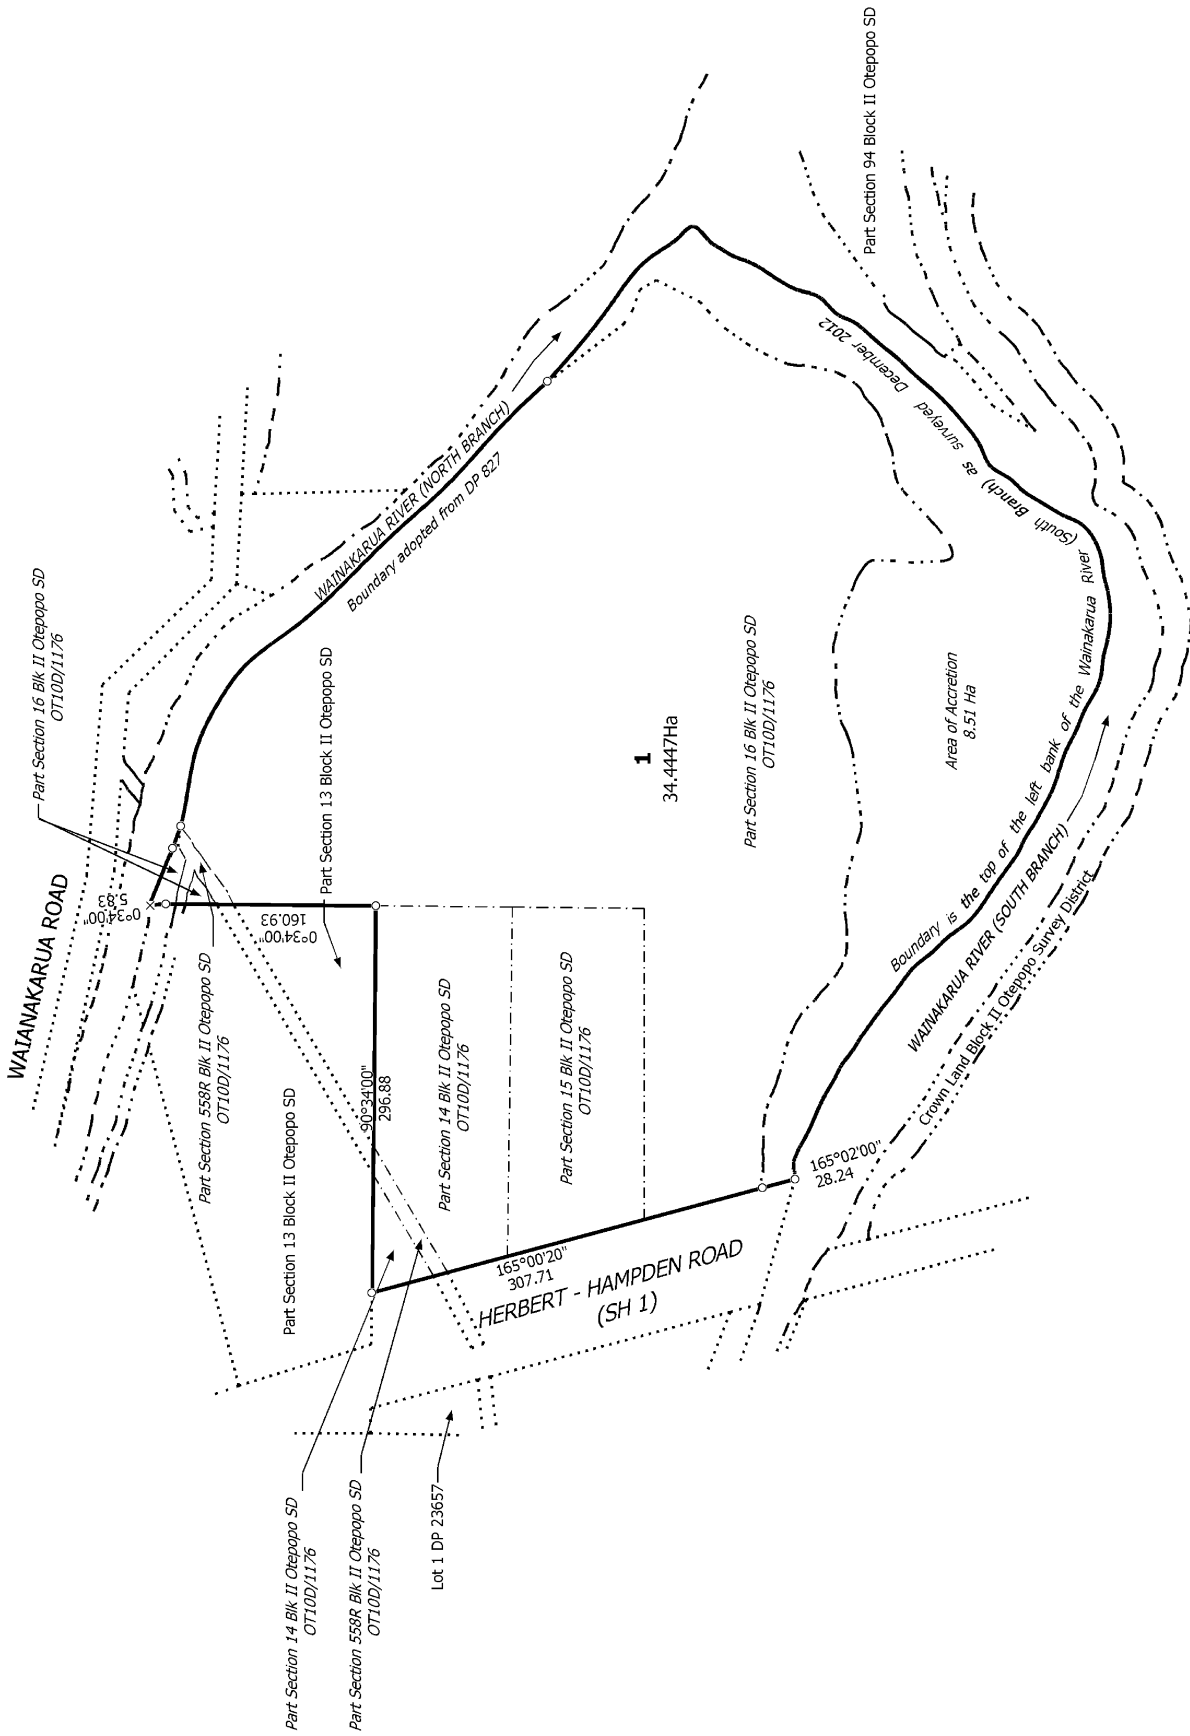 WAIANAKARUA ROAD
Part Section 16 Blk II Otepopo SD
OT10D/1176
0°34'00"
5.83
0°34'00"
160.93
Part Section 13 Block II Otepopo SD
Part Section 558R Blk II Otepopo SD
OT10D/1176
Part Section 13 Block II Otepopo SD
90°34'00"
296.88
WAINAKARUA RIVER (NORTH BRANCH)
Boundary adopted from DP 827
Part Section 94 Block II Otepopo SD
1
34.4447Ha
Part Section 14 Blk II Otepopo SD
OT10D/1176
Part Section 15 Blk II Otepopo SD
OT10D/1176
Part Section 16 Blk II Otepopo SD
OT10D/1176
Area of Accretion
8.51 Ha
Boundary is the top of the left bank of the Wainakarua River (South Branch) as surveyed December 2012
WAINAKARUA RIVER (SOUTH BRANCH)
Crown Land Block II Otepopo Survey District
165°02'00"
28.24
165°00'20"
307.71
HERBERT - HAMPDEN ROAD
(SH 1)
Part Section 14 Blk II Otepopo SD
OT10D/1176
Part Section 558R Blk II Otepopo SD
OT10D/1176
Lot 1 DP 23657